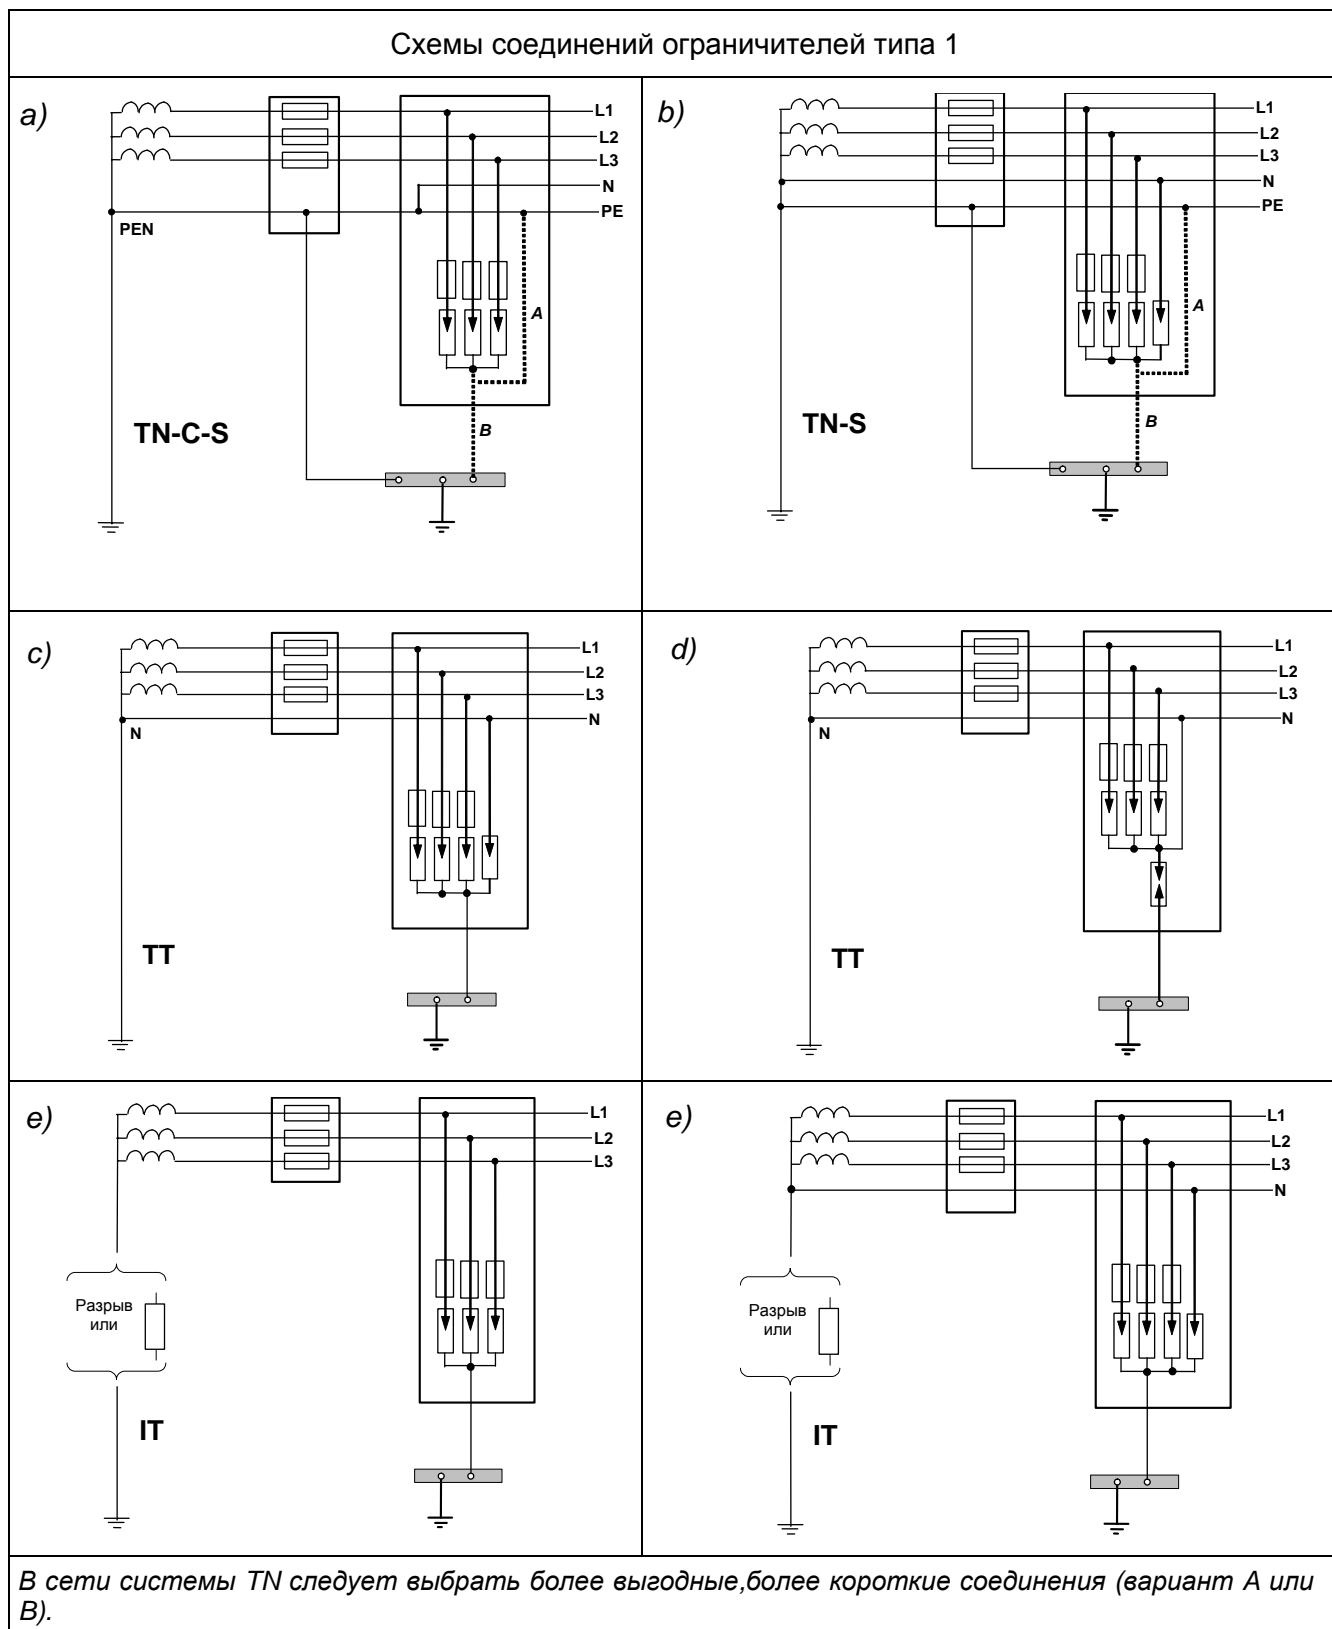 Схемы соединений ограничителей типа 1
a)
L1
L2
L3
N
PE
PEN
A
B
TN-C-S
b)
L1
L2
L3
N
PE
A
B
TN-S
c)
L1
L2
L3
N
N
TT
d)
L1
L2
L3
N
N
TT
e)
L1
L2
L3
Разрыв
или
IT
e)
L1
L2
L3
N
Разрыв
или
IT
В сети системы TN следует выбрать более выгодные,более короткие соединения (вариант А или
В).